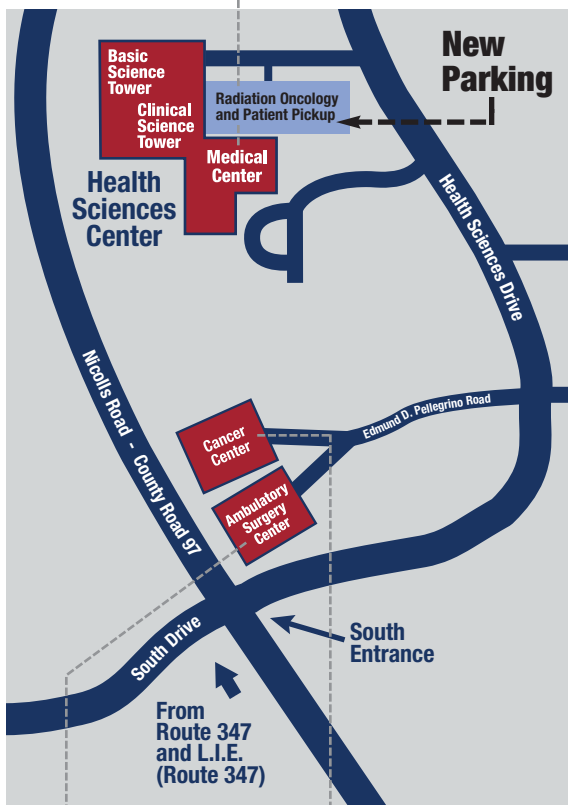 New
Parking
Basic
Science
Tower
Clinical
Science
Tower
Radiation Oncology
and Patient Pickup
Medical
Center
Health
Sciences
Center
Health Sciences Drive
Nicolls Road - County Road 97
Edmund D. Pellegrino Road
Cancer
Center
Ambulatory
Surgery
Center
South Drive
South
Entrance
From
Route 347
and L.I.E.
(Route 347)